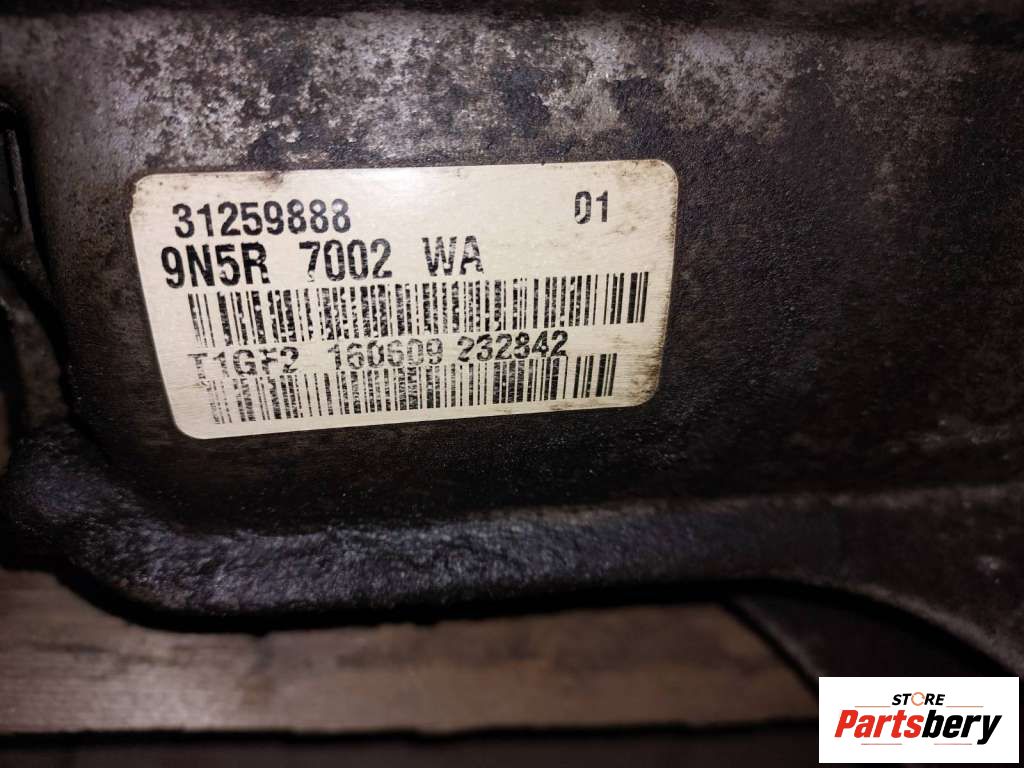 31259888 01
9N5R 7002 WA
T1GF2 160609 232842
STORE
Partsbery